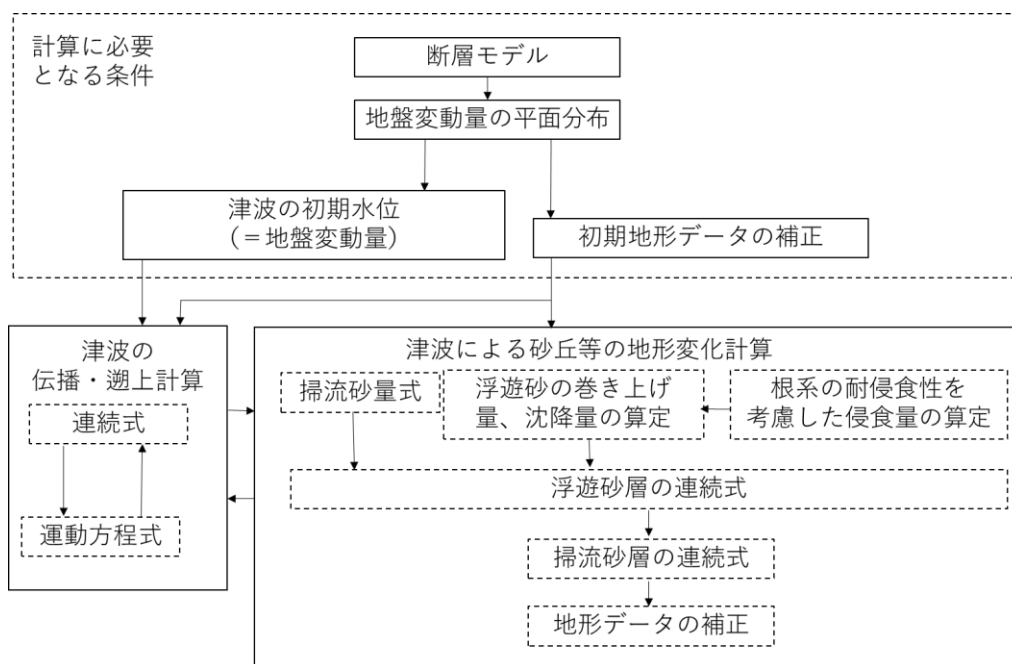 計算に必要
となる条件
断層モデル
地盤変動量の平面分布
津波の初期水位
（＝地盤変動量）
初期地形データの補正
津波の
伝播・遡上計算
連続式
運動方程式
津波による砂丘等の地形変化計算
掃流砂量式
浮遊砂の巻き上げ
量、沈降量の算定
根系の耐侵食性を
考慮した侵食量の算定
浮遊砂層の連続式
掃流砂層の連続式
地形データの補正